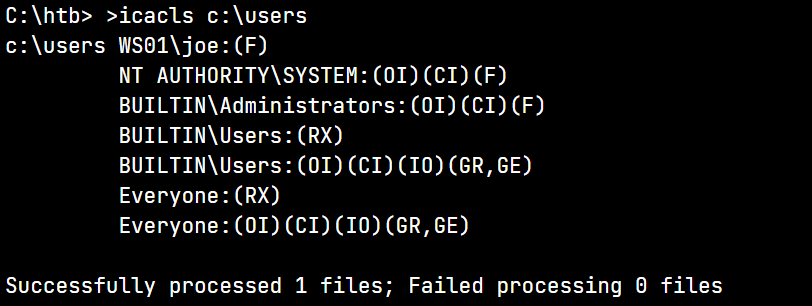 C:\htb> >icacls c:\users
c:\users WS01\joe:(F)
NT AUTHORITY\SYSTEM:(OI)(CI)(F)
BUILTIN\Administrators:(OI)(CI)(F)
BUILTIN\Users:(RX)
BUILTIN\Users:(OI)(CI)(IO)(GR,GE)
Everyone:(RX)
Everyone:(OI)(CI)(IO)(GR,GE)
Successfully processed 1 files; Failed processing 0 files